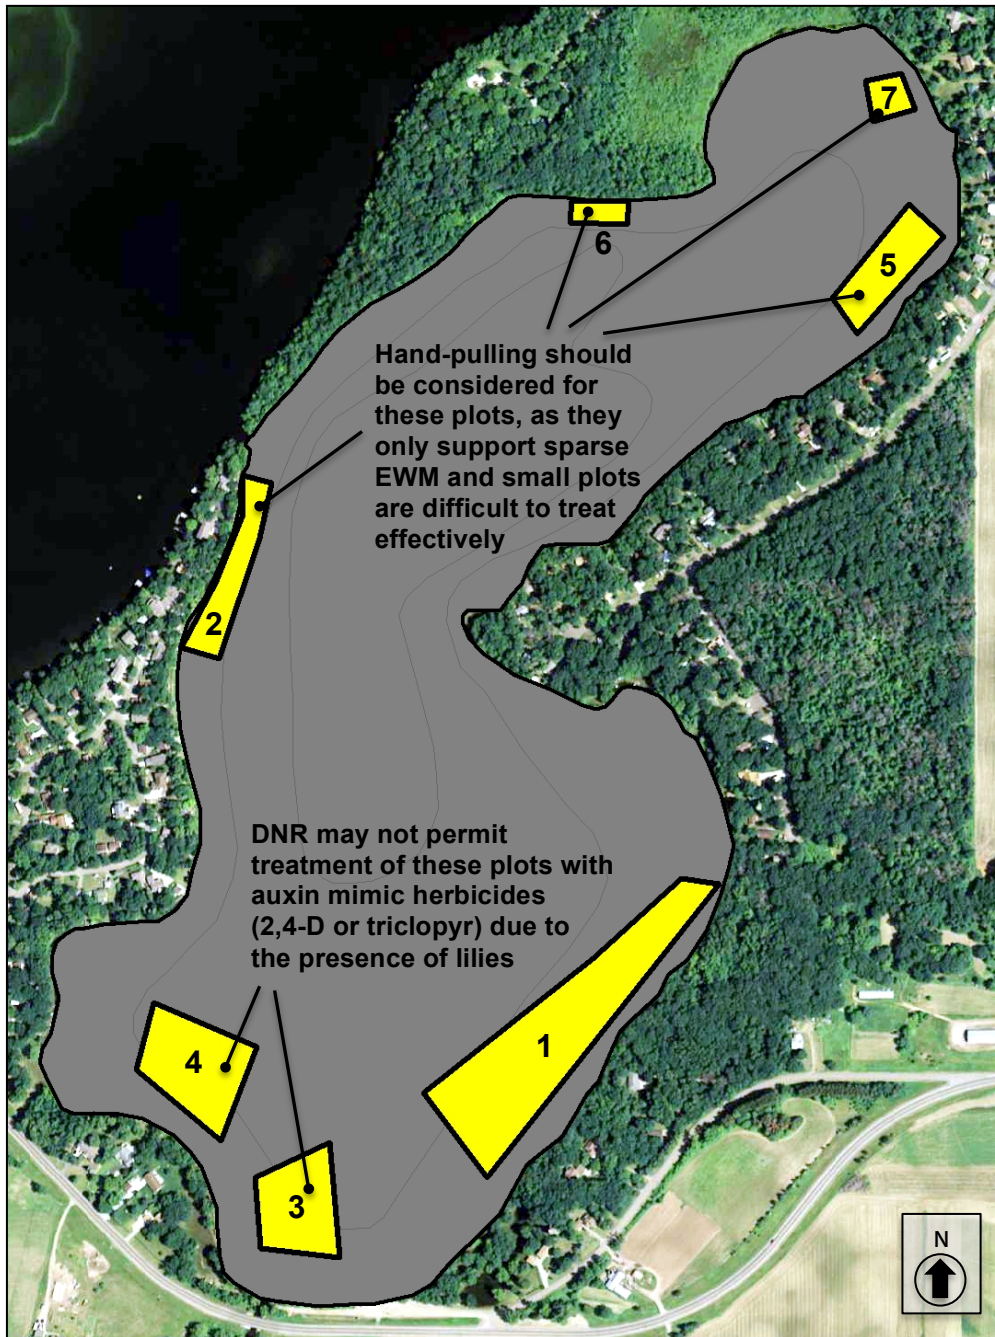 7
6
5
Hand-pulling should
be considered for
these plots, as they
only support sparse
EWM and small plots
are difficult to treat
effectively
2
DNR may not permit
treatment of these plots with
auxin mimic herbicides
(2,4-D or triclopyr) due to
the presence of lilies
1
4
3
N